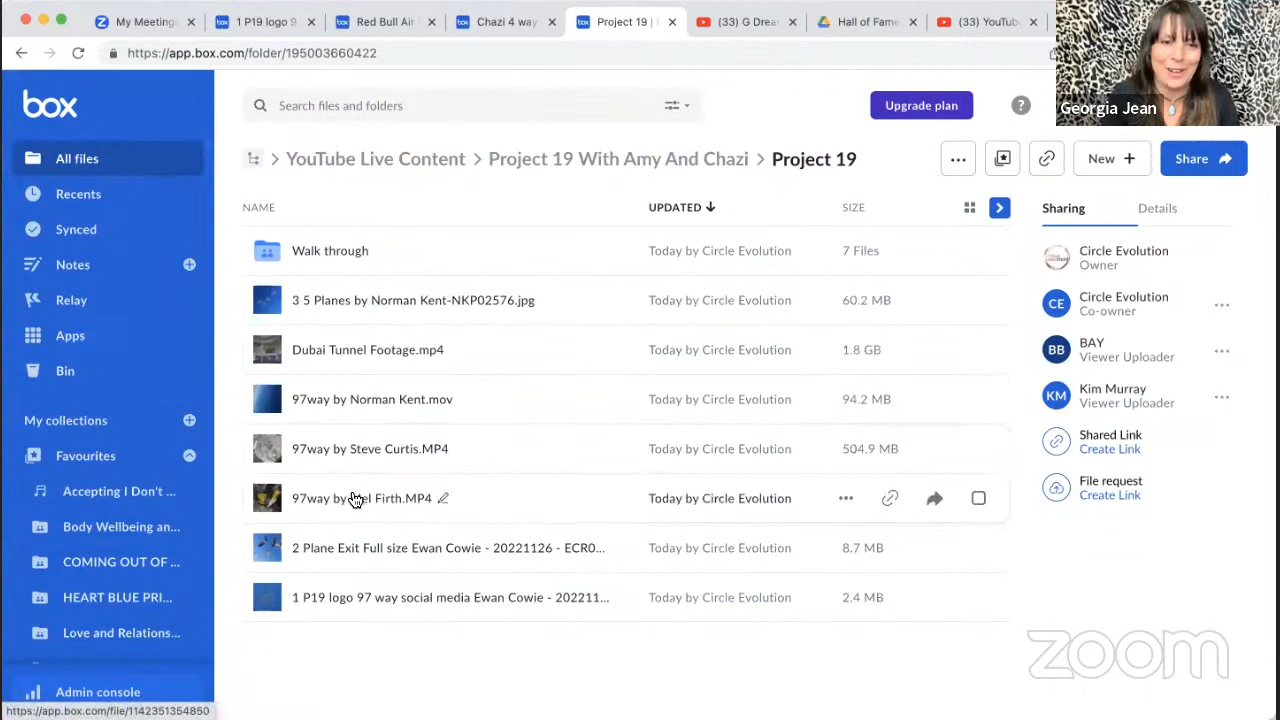 My Meeting
1 P19 logo 9
Red Bull Air
Chazi 4 way
Project 19 |
(33) G Drea
Hall of Fame
(33) YouTube
https://app.box.com/folder/195003660422
box
Search files and folders
Upgrade plan
?
Georgia Jean
All files
Recents
Synced
Notes
Relay
Apps
Bin
My collections
Favourites
Accepting I Don't ...
Body Wellbeing an...
COMING OUT OF ...
HEART BLUE PRI...
Love and Relations...
Admin console
https://app.box.com/file/1142351354850
YouTube Live Content > Project 19 With Amy And Chazi > Project 19
New +
Share
NAME UPDATED SIZE
Walk through Today by Circle Evolution 7 Files
3 5 Planes by Norman Kent-NKP02576.jpg Today by Circle Evolution 60.2 MB
Dubai Tunnel Footage.mp4 Today by Circle Evolution 1.8 GB
97way by Norman Kent.mov Today by Circle Evolution 94.2 MB
97way by Steve Curtis.MP4 Today by Circle Evolution 504.9 MB
97way by el Firth.MP4 Today by Circle Evolution
2 Plane Exit Full size Ewan Cowie - 20221126 - ECR0... Today by Circle Evolution 8.7 MB
1 P19 logo 97 way social media Ewan Cowie - 202211... Today by Circle Evolution 2.4 MB
Sharing Details
Circle Evolution
Owner
CE
Circle Evolution
Co-owner
BB
BAY
Viewer Uploader
KM
Kim Murray
Viewer Uploader
Shared Link
Create Link
File request
Create Link
zoom